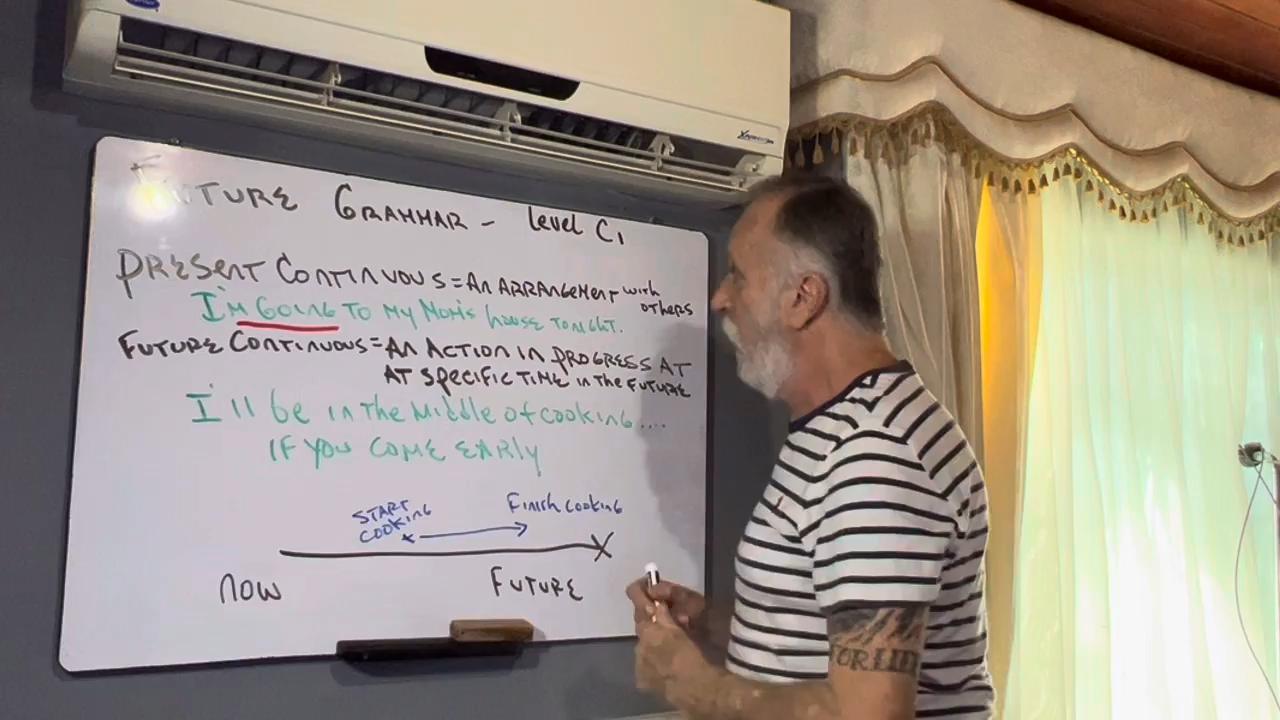 FUTURE GRAMMAR - Level C1
PRESENT CONTINUOUS = AN ARRANGEMENT with
OTHERS
I'M GOING TO MY MOM'S house TONIGHT.
FUTURE CONTINUOUS = AN ACTION IN PROGRESS AT
AT SPECIFIC TIME IN THE FUTURE
I'll be in the Middle of cooking....
IF YOU COME EARLY
START
COOKING
Finish cooking
NOW
FUTURE
FOR LIFE